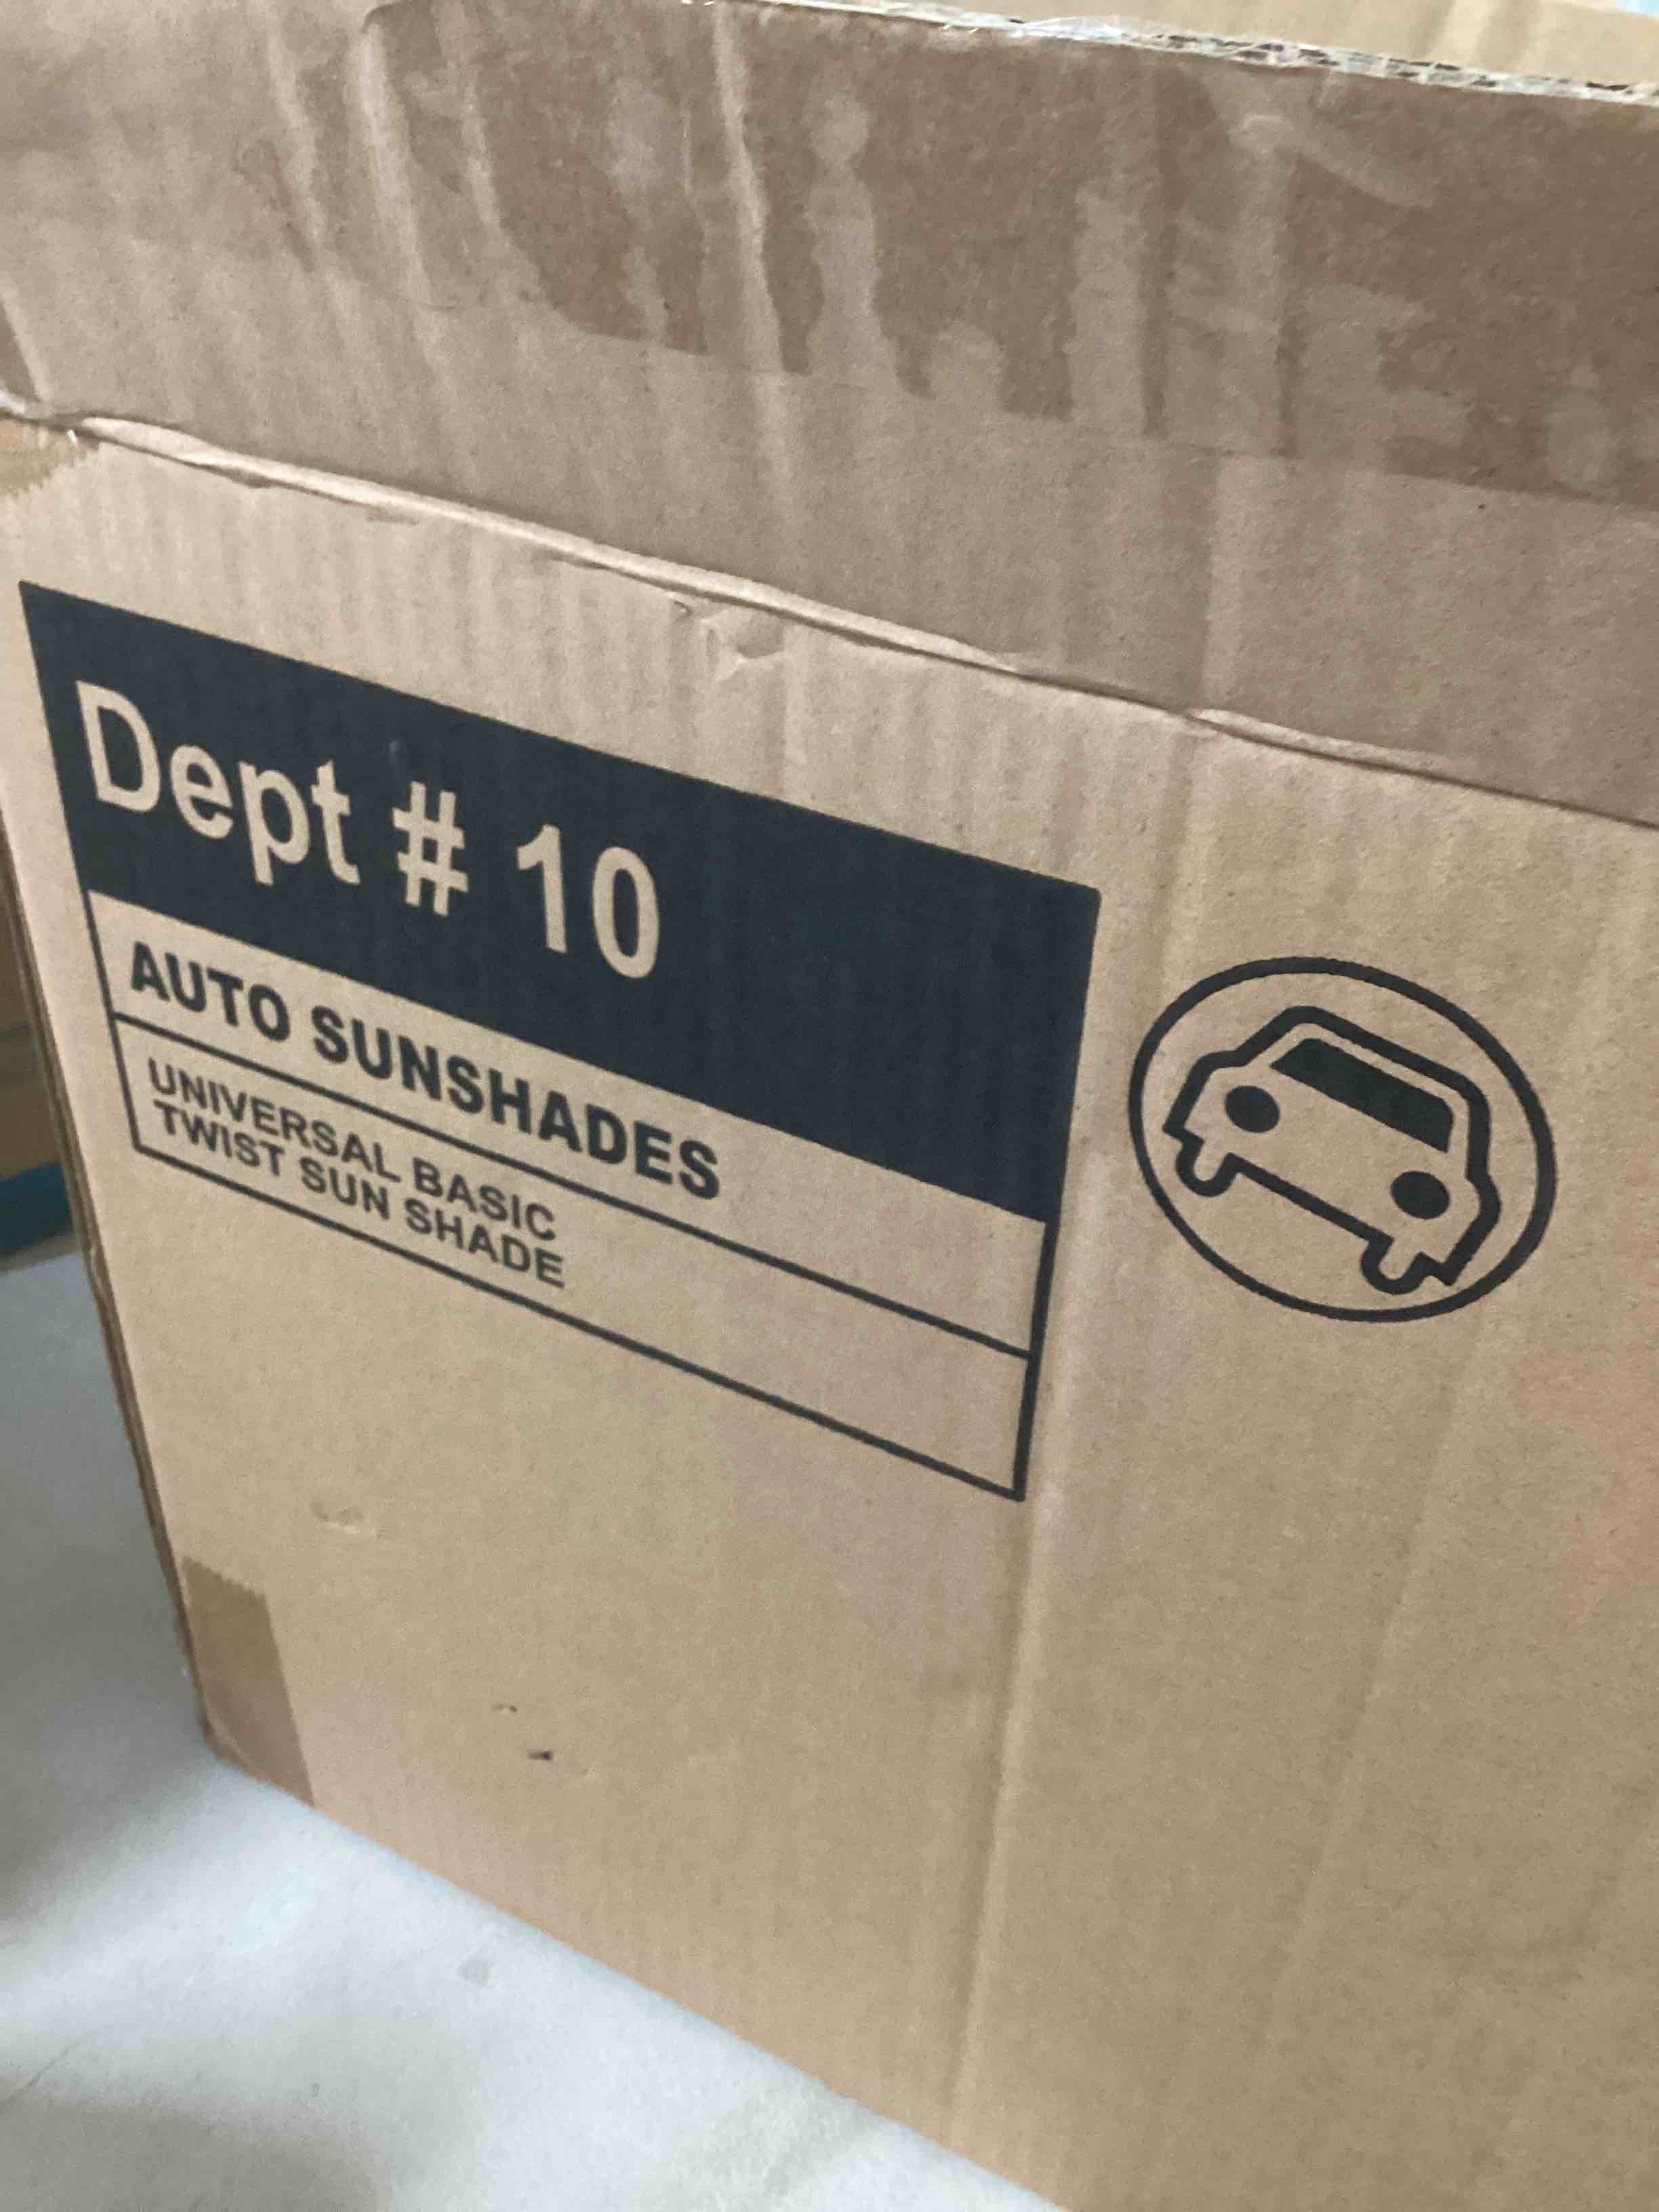 Dept # 10
AUTO SUNSHADES
UNIVERSAL BASIC
TWIST SUN SHADE